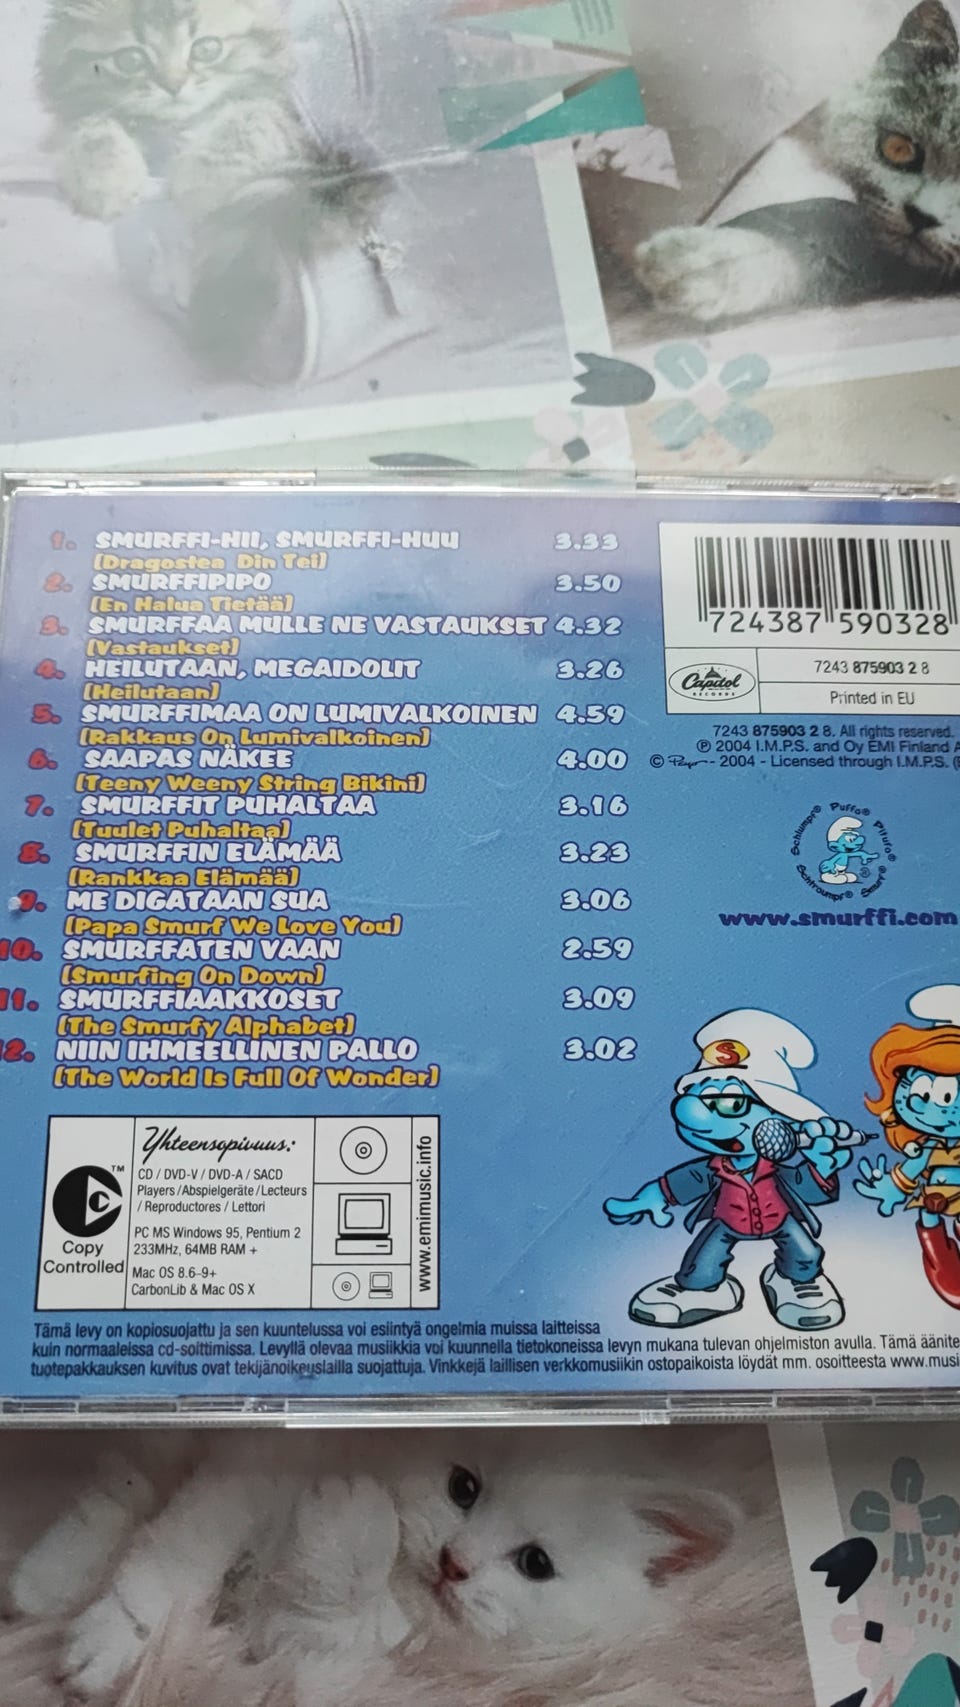 1. SMURFFI-HII, SMURFFI-HUU 3.33
(Dragostea Din Tei)
2. SMURFFIPIPO 3.50
(En Halua Tietää)
3. SMURFFAA MULLE NE VASTAUKSET 4.32
(Vastaukset)
4. HEILUTAAN, MEGAIDOLIT 3.26
(Heilutaan)
5. SMURFFIMAA ON LUMIVALKOINEN 4.59
(Rakkaus On Lumivalkoinen)
6. SAAPAS NÄKEE 4.00
(Teeny Weeny String Bikini)
7. SMURFFIT PUHALTAA 3.16
(Tuulet Puhaltaa)
8. SMURFFIN ELÄMÄÄ 3.23
(Rankkaa Elämää)
9. ME DIGATAAN SUA 3.06
(Papa Smurf We Love You)
10. SMURFFATEN VAAN 2.59
(Smurfing On Down)
11. SMURFFIAAKKOSET 3.09
(The Smurfy Alphabet)
12. NIIN IHMEELLINEN PALLO 3.02
(The World Is Full Of Wonder)
724387 590328
Capitol
RECORDS
7243 875903 2 8
Printed in EU
7243 875903 2 8. All rights reserved.
℗ 2004 I.M.P.S. and Oy EMI Finland A
© Peyo - 2004 - Licensed through I.M.P.S. (
Schlumpf® Puffo® Pitufo® Smurf® Schtroumpf®
www.smurffi.com
S
Copy
Controlled
TM
Yhteensopivuus:
CD / DVD-V / DVD-A / SACD
Players /Abspielgeräte /Lecteurs
/ Reproductores / Lettori
PC MS Windows 95, Pentium 2
233MHz, 64MB RAM +
Mac OS 8.6-9+
CarbonLib & Mac OS X
www.emimusic.info
Tämä levy on kopiosuojattu ja sen kuuntelussa voi esiintyä ongelmia muissa laitteissa
kuin normaaleissa cd-soittimissa. Levyllä olevaa musiikkia voi kuunnella tietokoneissa levyn mukana tulevan ohjelmiston avulla. Tämä äänite
tuotepakkauksen kuvitus ovat tekijänoikeuslailla suojattuja. Vinkkejä laillisen verkkomusiikin ostopaikoista löydät mm. osoitteesta www.musi